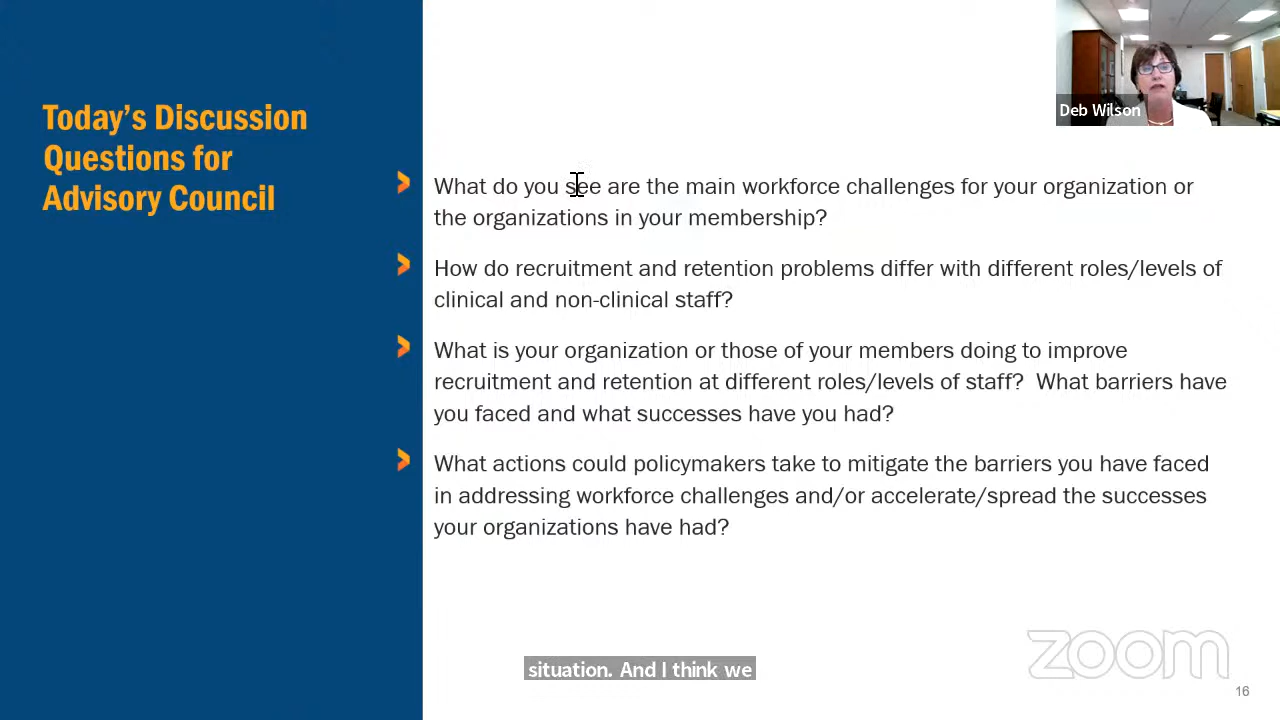 Today's Discussion
Questions for
Advisory Council
Deb Wilson
What do you see are the main workforce challenges for your organization or
the organizations in your membership?
How do recruitment and retention problems differ with different roles/levels of
clinical and non-clinical staff?
What is your organization or those of your members doing to improve
recruitment and retention at different roles/levels of staff?  What barriers have
you faced and what successes have you had?
What actions could policymakers take to mitigate the barriers you have faced
in addressing workforce challenges and/or accelerate/spread the successes
your organizations have had?
zoom
situation. And I think we
16